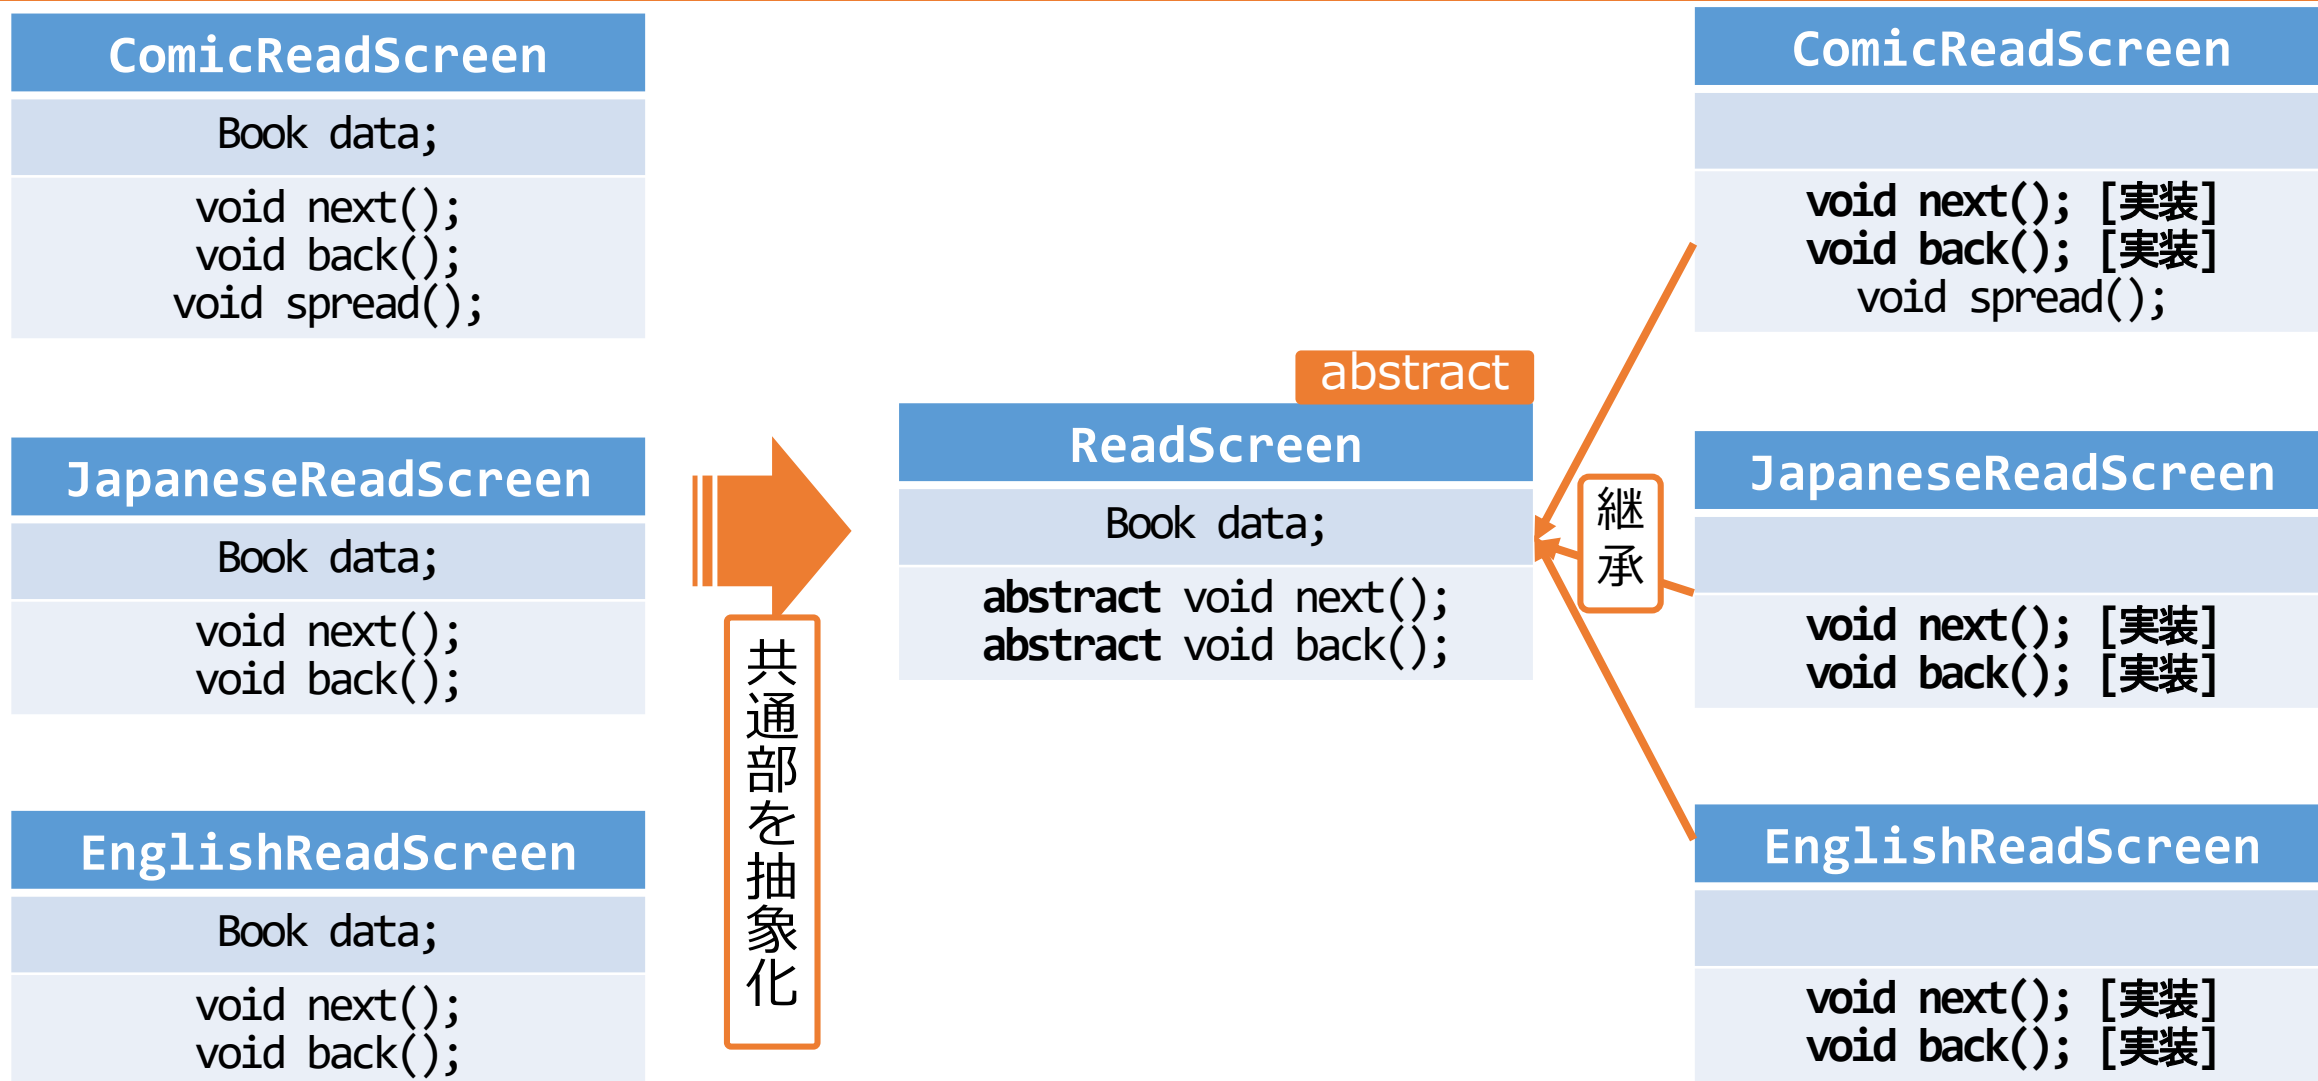 ComicReadScreen
Book data;
void next();
void back();
void spread();
JapaneseReadScreen
Book data;
void next();
void back();
EnglishReadScreen
Book data;
void next();
void back();
共通部を抽象化
abstract
ReadScreen
Book data;
abstract void next();
abstract void back();
継承
ComicReadScreen
void next(); [実装]
void back(); [実装]
void spread();
JapaneseReadScreen
void next(); [実装]
void back(); [実装]
EnglishReadScreen
void next(); [実装]
void back(); [実装]